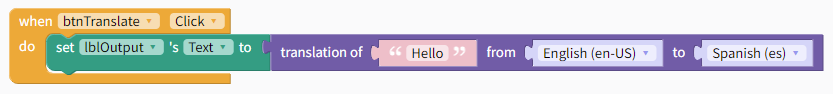 when btnTranslate Click
do set lblOutput 's Text to translation of “ Hello ” from English (en-US) to Spanish (es)